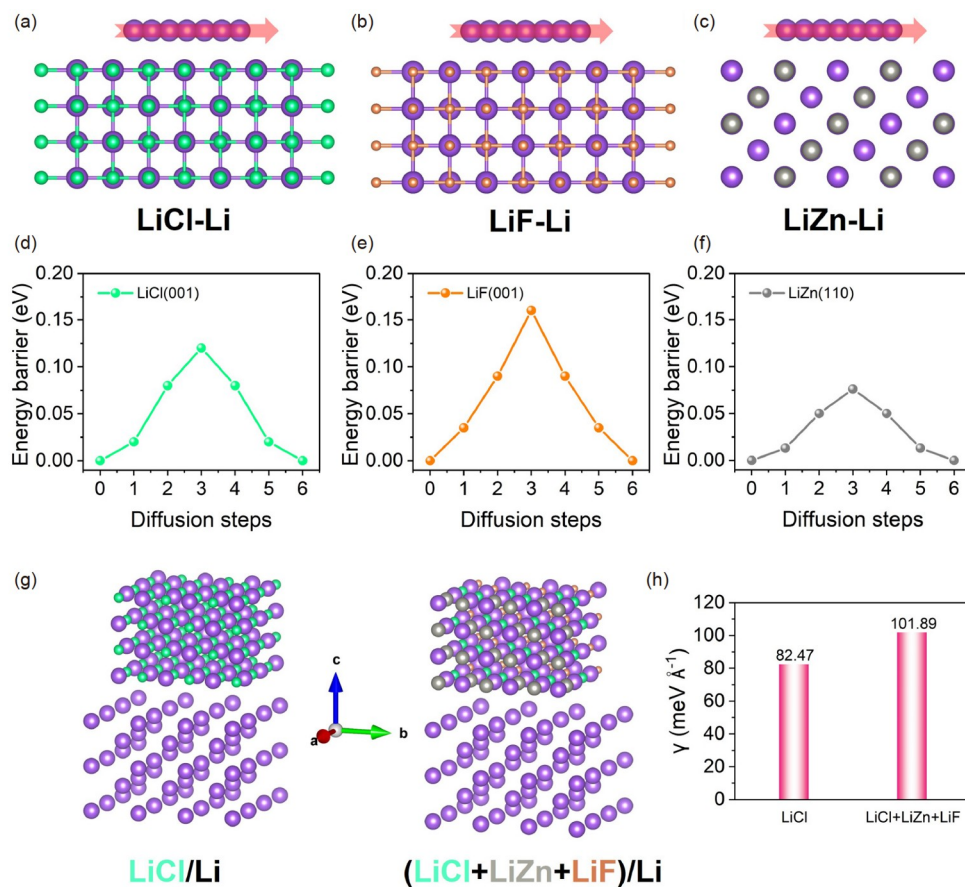 (a)
(b)
(c)
LiCl-Li
LiF-Li
LiZn-Li
(d)
(e)
(f)
Energy barrier (eV)
0.20
0.15
0.10
0.05
0.00
LiCl(001)
0 1 2 3 4 5 6
Diffusion steps
Energy barrier (eV)
0.20
0.15
0.10
0.05
0.00
LiF(001)
0 1 2 3 4 5 6
Diffusion steps
Energy barrier (eV)
0.20
0.15
0.10
0.05
0.00
LiZn(110)
0 1 2 3 4 5 6
Diffusion steps
(g)
c
a
b
LiCl/Li
(LiCl+LiZn+LiF)/Li
(h)
γ (meV Å⁻¹)
120
100
80
60
40
20
0
82.47
101.89
LiCl
LiCl+LiZn+LiF